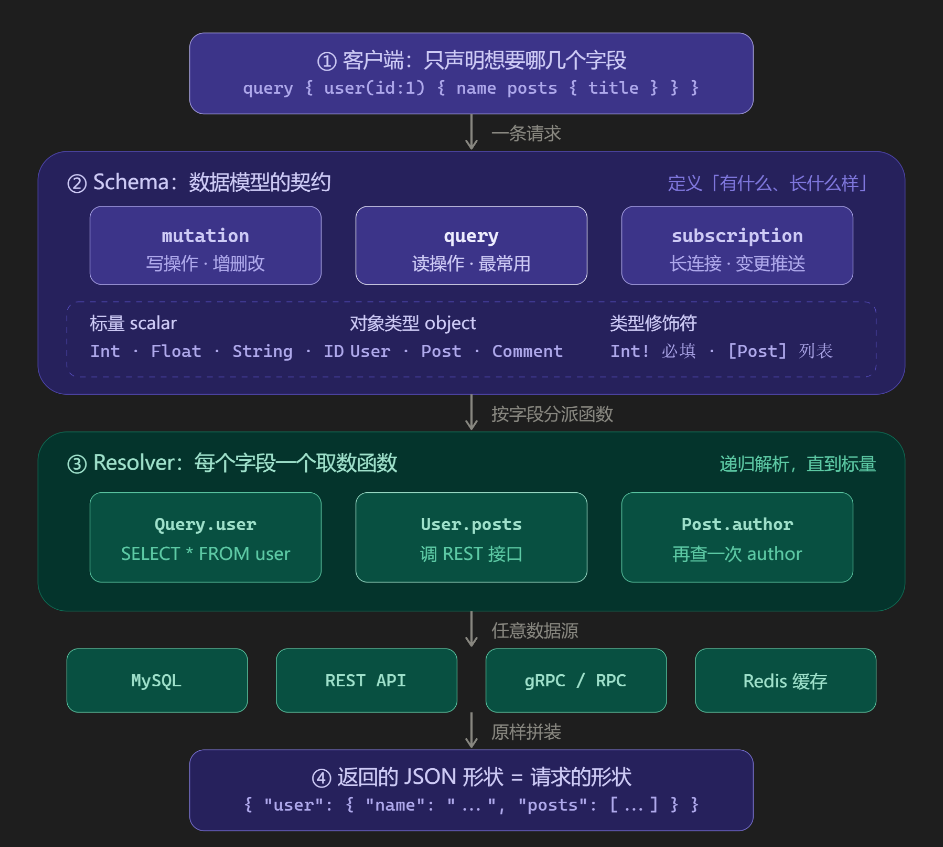 ① 客户端：只声明想要哪几个字段
query { user(id:1) { name posts { title } } }
一条请求
② Schema：数据模型的契约
定义「有什么、长什么样」
mutation
写操作 · 增删改
query
读操作 · 最常用
subscription
长连接 · 变更推送
标量 scalar
Int · Float · String · ID
对象类型 object
User · Post · Comment
类型修饰符
Int! 必填 · [Post] 列表
按字段分派函数
③ Resolver：每个字段一个取数函数
递归解析，直到标量
Query.user
SELECT * FROM user
User.posts
调 REST 接口
Post.author
再查一次 author
任意数据源
MySQL
REST API
gRPC / RPC
Redis 缓存
原样拼装
④ 返回的 JSON 形状 = 请求的形状
{ "user": { "name": "...", "posts": [...] } }